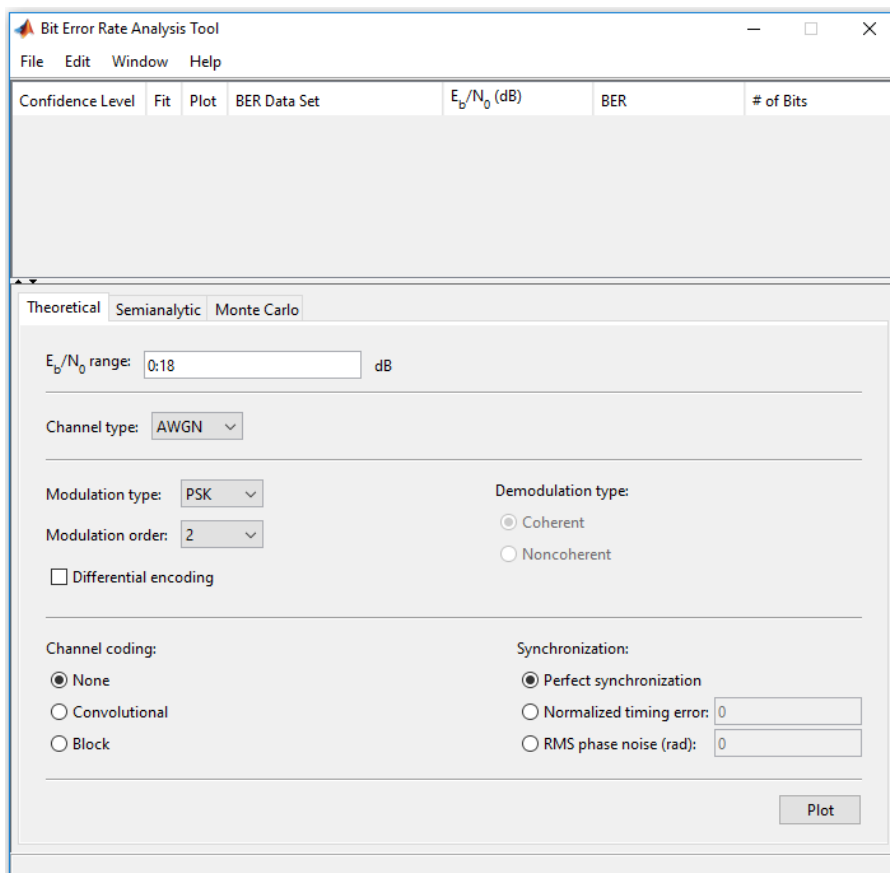 Bit Error Rate Analysis Tool
File Edit Window Help
Confidence Level Fit Plot BER Data Set Eb/N0 (dB) BER # of Bits
Theoretical Semianalytic Monte Carlo
Eb/N0 range: 0:18 dB
Channel type: AWGN
Modulation type: PSK Demodulation type:
Coherent
Modulation order: 2
Noncoherent
Differential encoding
Channel coding: Synchronization:
None Perfect synchronization
Convolutional Normalized timing error: 0
Block RMS phase noise (rad): 0
Plot